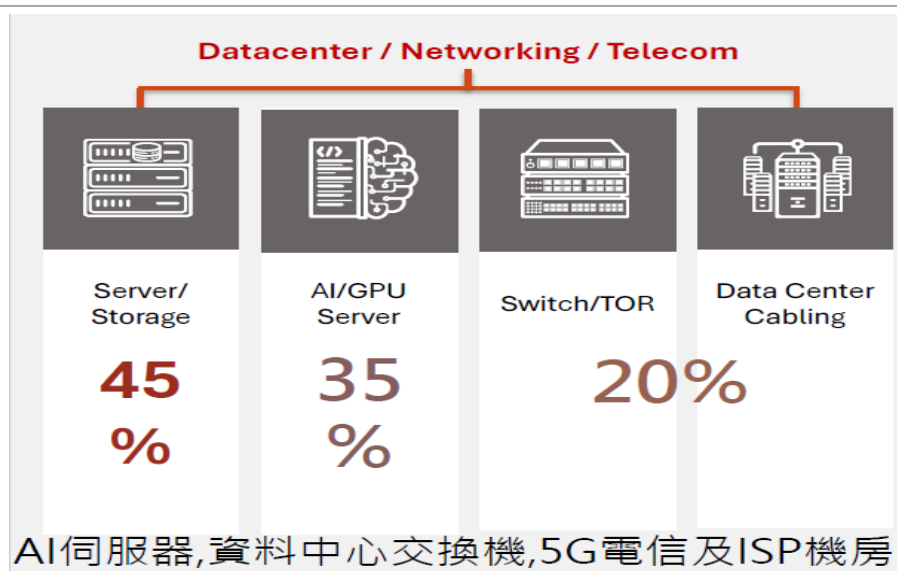 Datacenter / Networking / Telecom
</>
Server/
Storage
45
%
AI/GPU
Server
35
%
Switch/TOR
Data Center
Cabling
20%
AI伺服器,資料中心交換機,5G電信及ISP機房